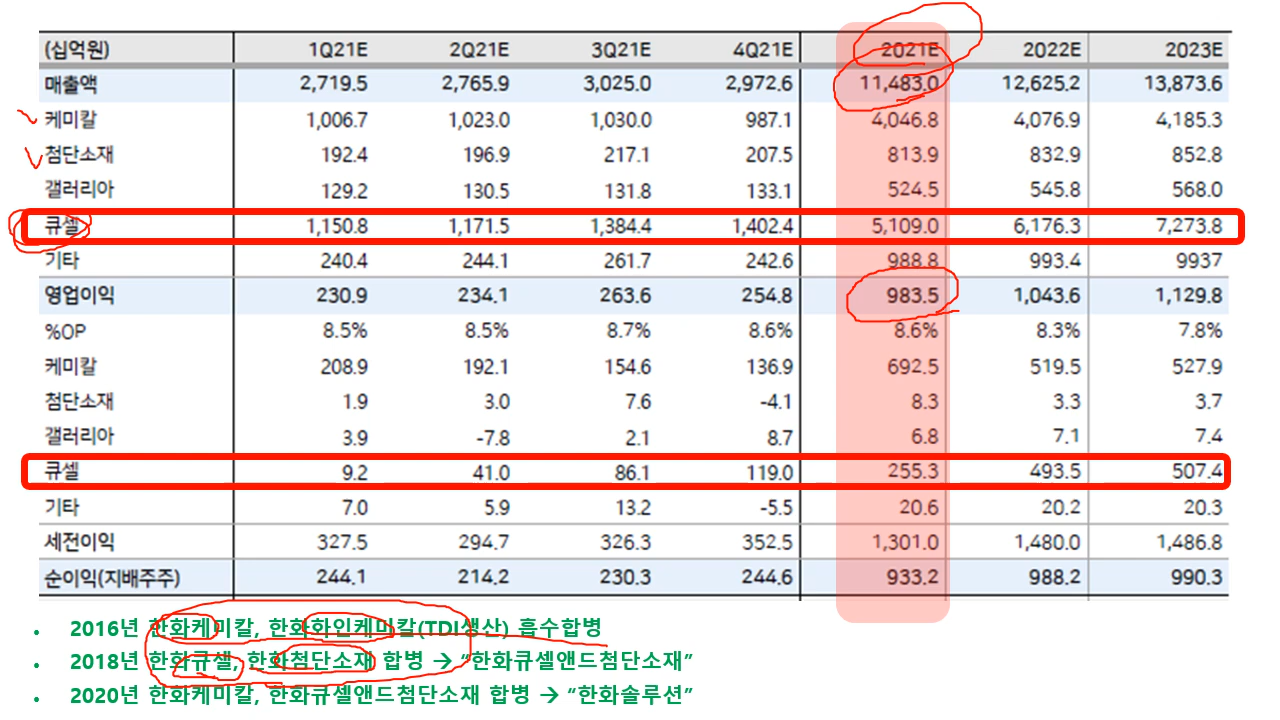 (십억원) 1Q21E 2Q21E 3Q21E 4Q21E 2021E 2022E 2023E
매출액 2,719.5 2,765.9 3,025.0 2,972.6 11,483.0 12,625.2 13,873.6
케미칼 1,006.7 1,023.0 1,030.0 987.1 4,046.8 4,076.9 4,185.3
첨단소재 192.4 196.9 217.1 207.5 813.9 832.9 852.8
갤러리아 129.2 130.5 131.8 133.1 524.5 545.8 568.0
큐셀 1,150.8 1,171.5 1,384.4 1,402.4 5,109.0 6,176.3 7,273.8
기타 240.4 244.1 261.7 242.6 988.8 993.4 9937
영업이익 230.9 234.1 263.6 254.8 983.5 1,043.6 1,129.8
%OP 8.5% 8.5% 8.7% 8.6% 8.6% 8.3% 7.8%
케미칼 208.9 192.1 154.6 136.9 692.5 519.5 527.9
첨단소재 1.9 3.0 7.6 -4.1 8.3 3.3 3.7
갤러리아 3.9 -7.8 2.1 8.7 6.8 7.1 7.4
큐셀 9.2 41.0 86.1 119.0 255.3 493.5 507.4
기타 7.0 5.9 13.2 -5.5 20.6 20.2 20.3
세전이익 327.5 294.7 326.3 352.5 1,301.0 1,480.0 1,486.8
순이익(지배주주) 244.1 214.2 230.3 244.6 933.2 988.2 990.3
• 2016년 한화케미칼, 한화화인케미칼(TDI생산) 흡수합병
• 2018년 한화큐셀, 한화첨단소재 합병 → “한화큐셀앤드첨단소재”
• 2020년 한화케미칼, 한화큐셀앤드첨단소재 합병 → “한화솔루션”